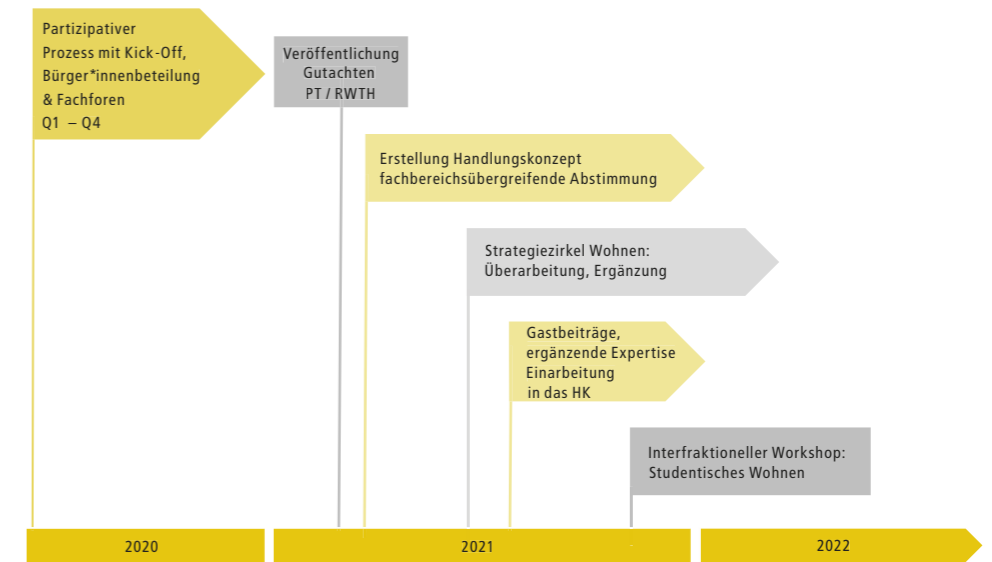 Partizipativer
Prozess mit Kick-Off,
Bürger*innenbeteilung
& Fachforen
Q1 – Q4
Veröffentlichung
Gutachten
PT / RWTH
Erstellung Handlungskonzept
fachbereichsübergreifende Abstimmung
Strategiezirkel Wohnen:
Überarbeitung, Ergänzung
Gastbeiträge,
ergänzende Expertise
Einarbeitung
in das HK
Interfraktioneller Workshop:
Studentisches Wohnen
2020
2021
2022